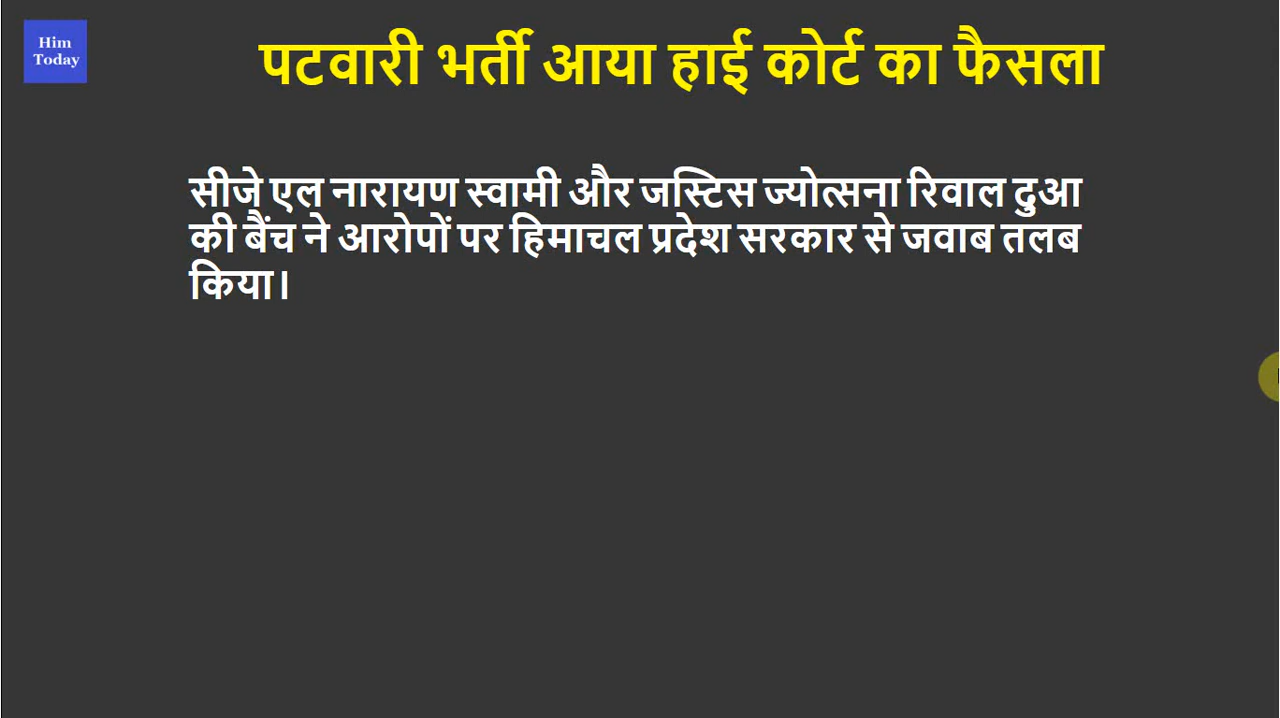 Him
Today
पटवारी भर्ती आया हाई कोर्ट का फैसला
सीजे एल नारायण स्वामी और जस्टिस ज्योत्सना रिवाल दुआ
की बैंच ने आरोपों पर हिमाचल प्रदेश सरकार से जवाब तलब
किया।